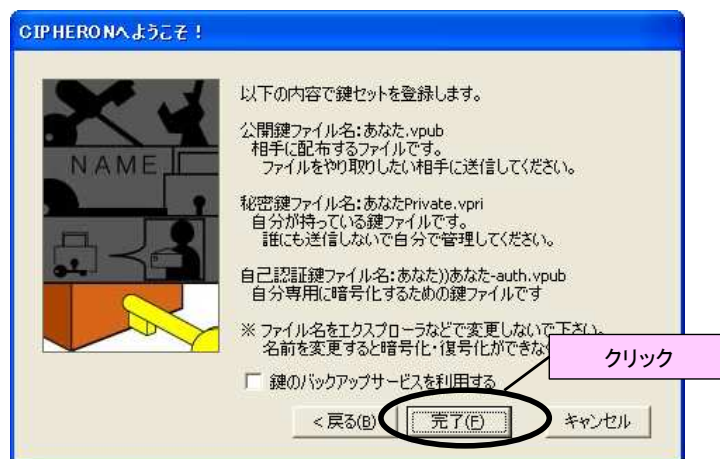 CIPHERONへようこそ！
NAME
以下の内容で鍵セットを登録します。
公開鍵ファイル名：あなた.vpub
相手に配布するファイルです。
ファイルをやり取りしたい相手に送信してください。
秘密鍵ファイル名：あなたPrivate.vpri
自分が持っている鍵ファイルです。
誰にも送信しないで自分で管理してください。
自己認証鍵ファイル名：あなた))あなた-auth.vpub
自分専用に暗号化するための鍵ファイルです
※ ファイル名をエクスプローラなどで変更しないで下さい。
名前を変更すると暗号化・復号化ができな
クリック
鍵のバックアップサービスを利用する
< 戻る(B)
完了(F)
キャンセル